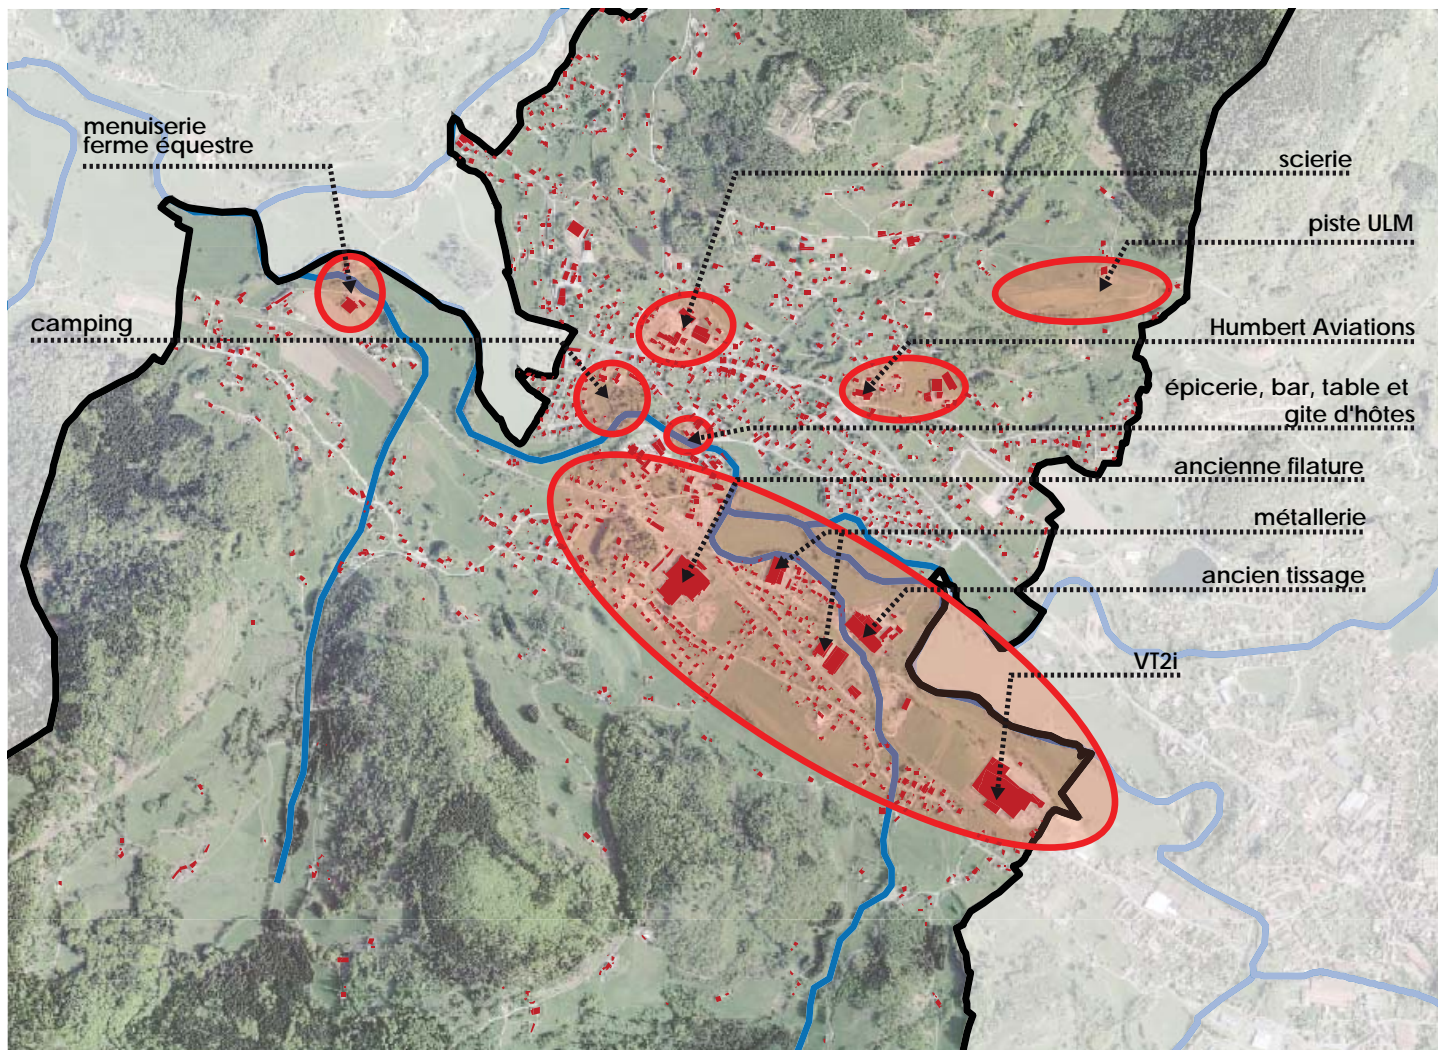 menuiserie
ferme équestre
scierie
piste ULM
camping
Humbert Aviations
épicerie, bar, table et
gite d'hôtes
ancienne filature
métallerie
ancien tissage
VT2i